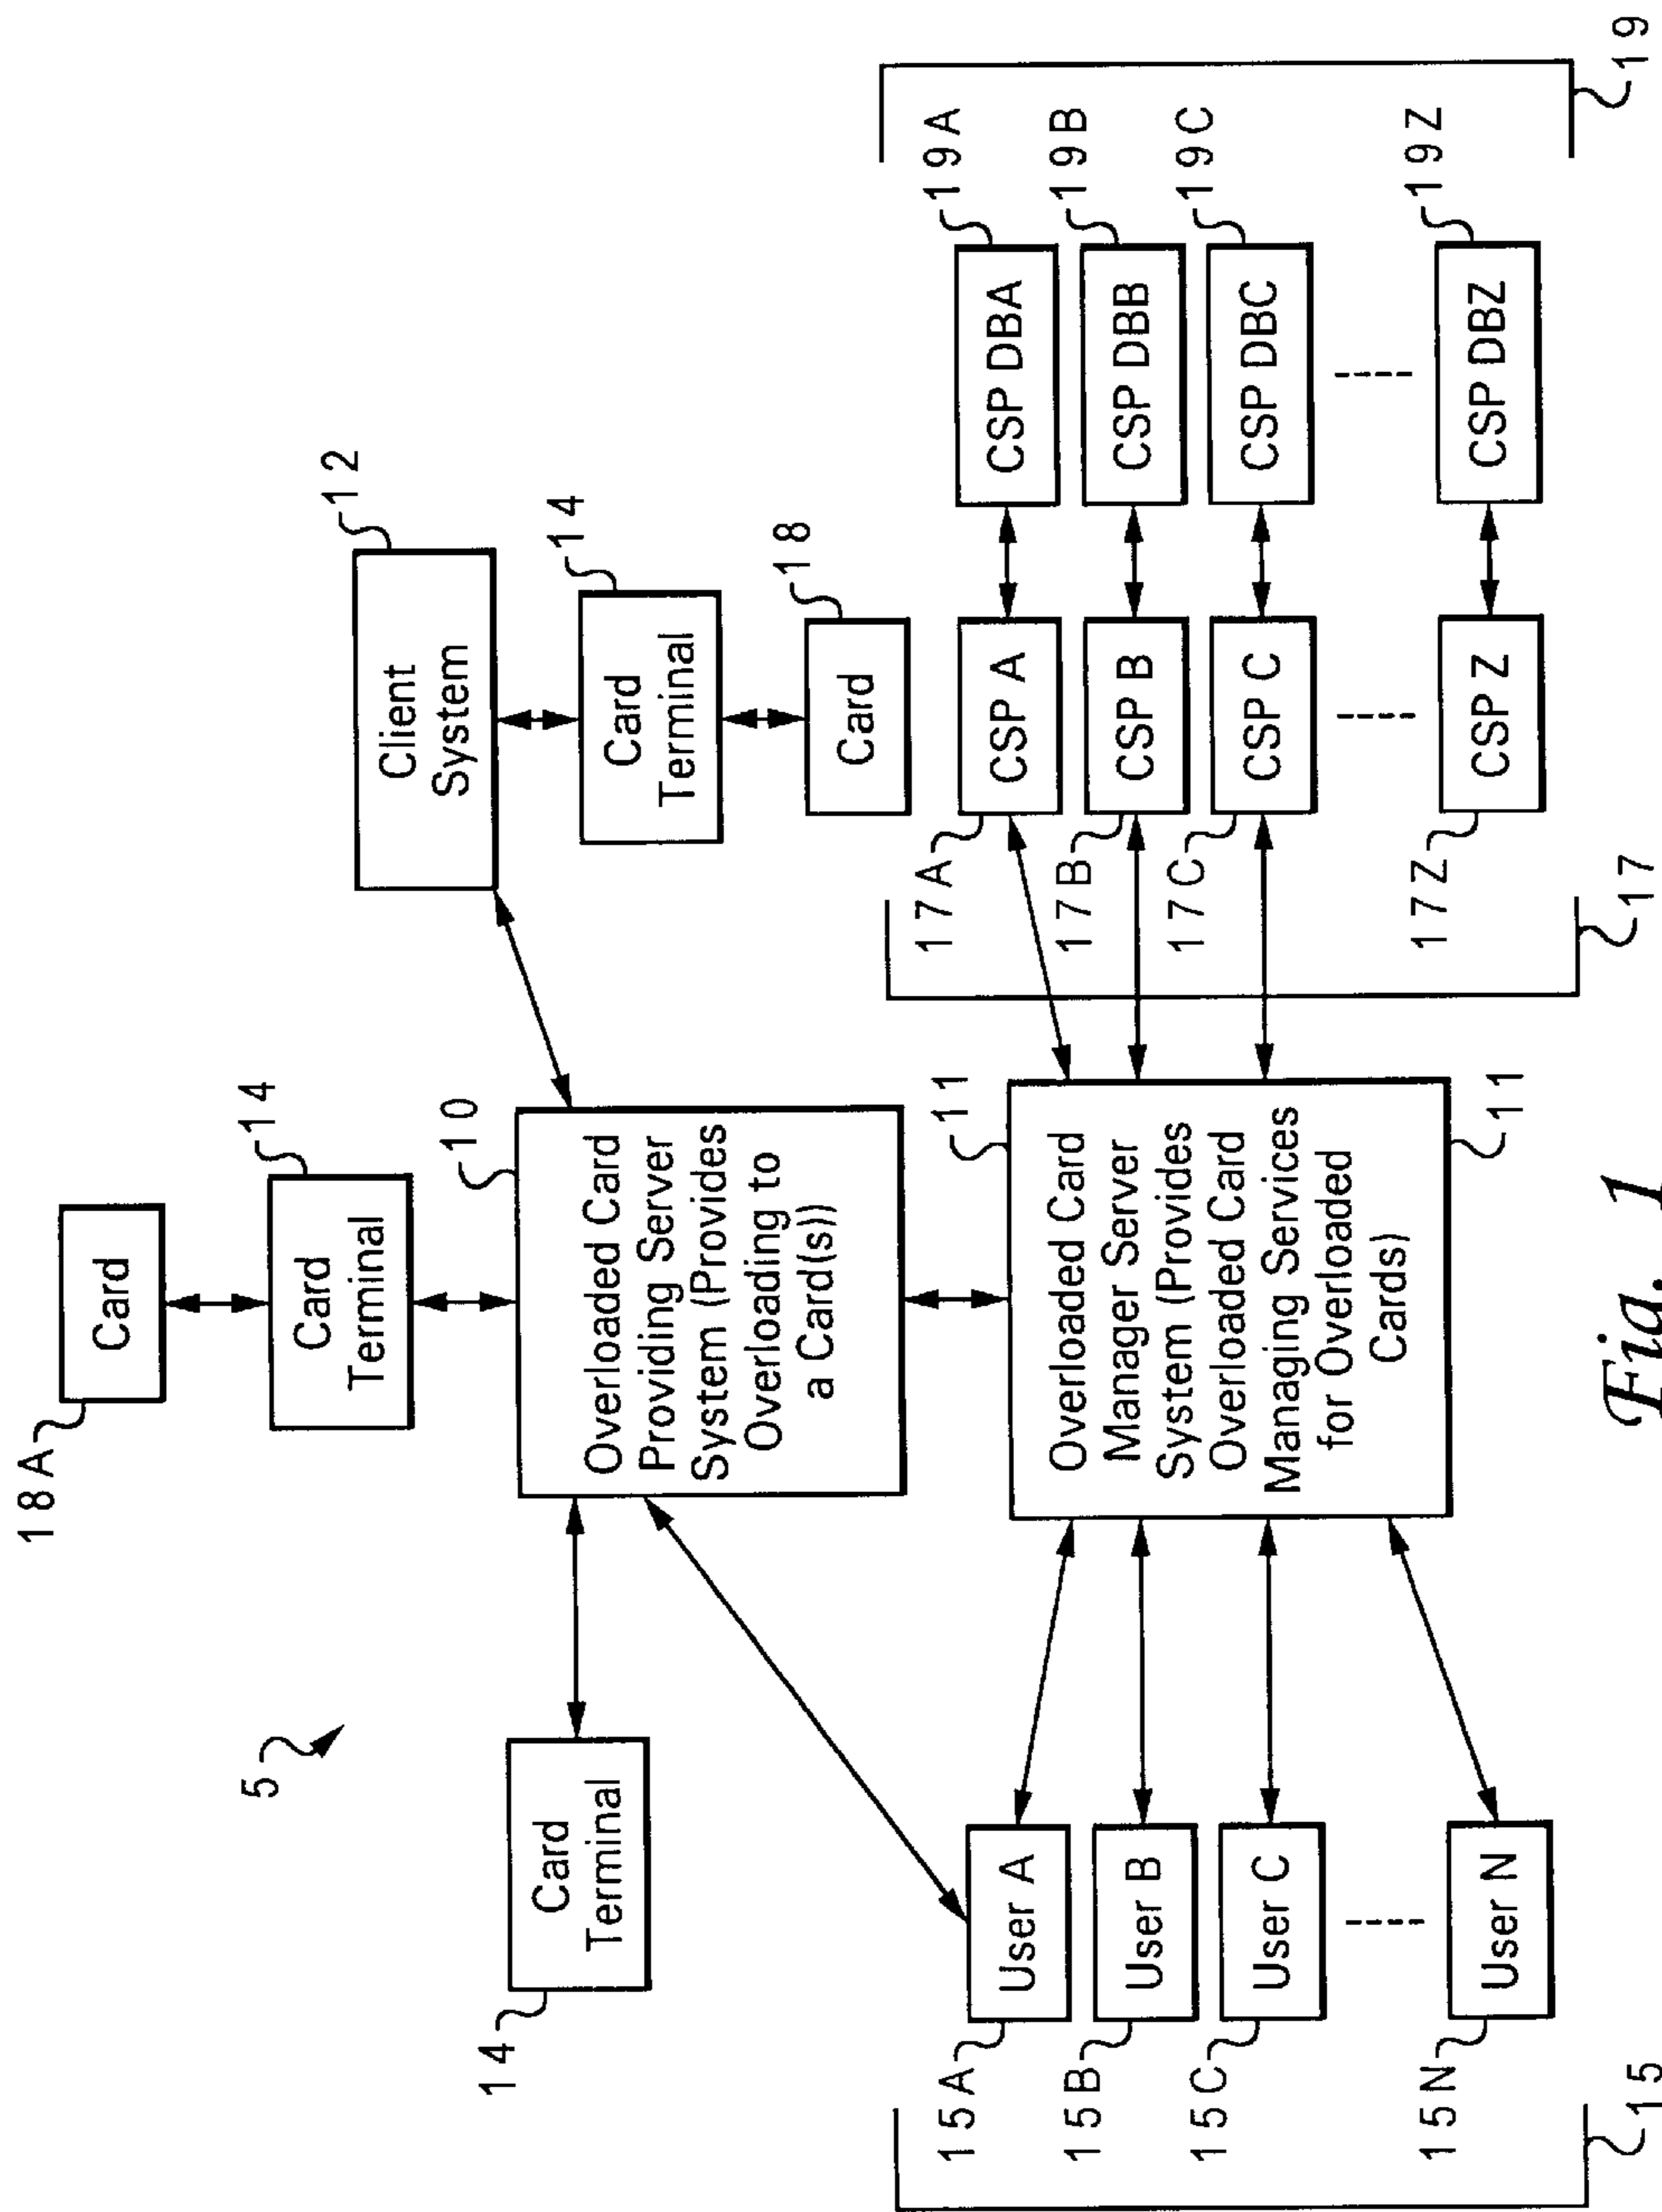 18A
Card
14
Card
Terminal
5
14
Card
Terminal
10
Overloaded Card
Providing Server
System (Provides
Overloading to
a Card(s))
12
Client
System
14
Card
Terminal
18
Card
11
Overloaded Card
Manager Server
System (Provides
Overloaded Card
Managing Services
for Overloaded
Cards)
11
15A
User A
15B
User B
15C
User C
15N
User N
15
17A
CSP A
17B
CSP B
17C
CSP C
17Z
CSP Z
17
CSP DBA
19A
CSP DBB
19B
CSP DBC
19C
CSP DBZ
19Z
19
Fig. 1